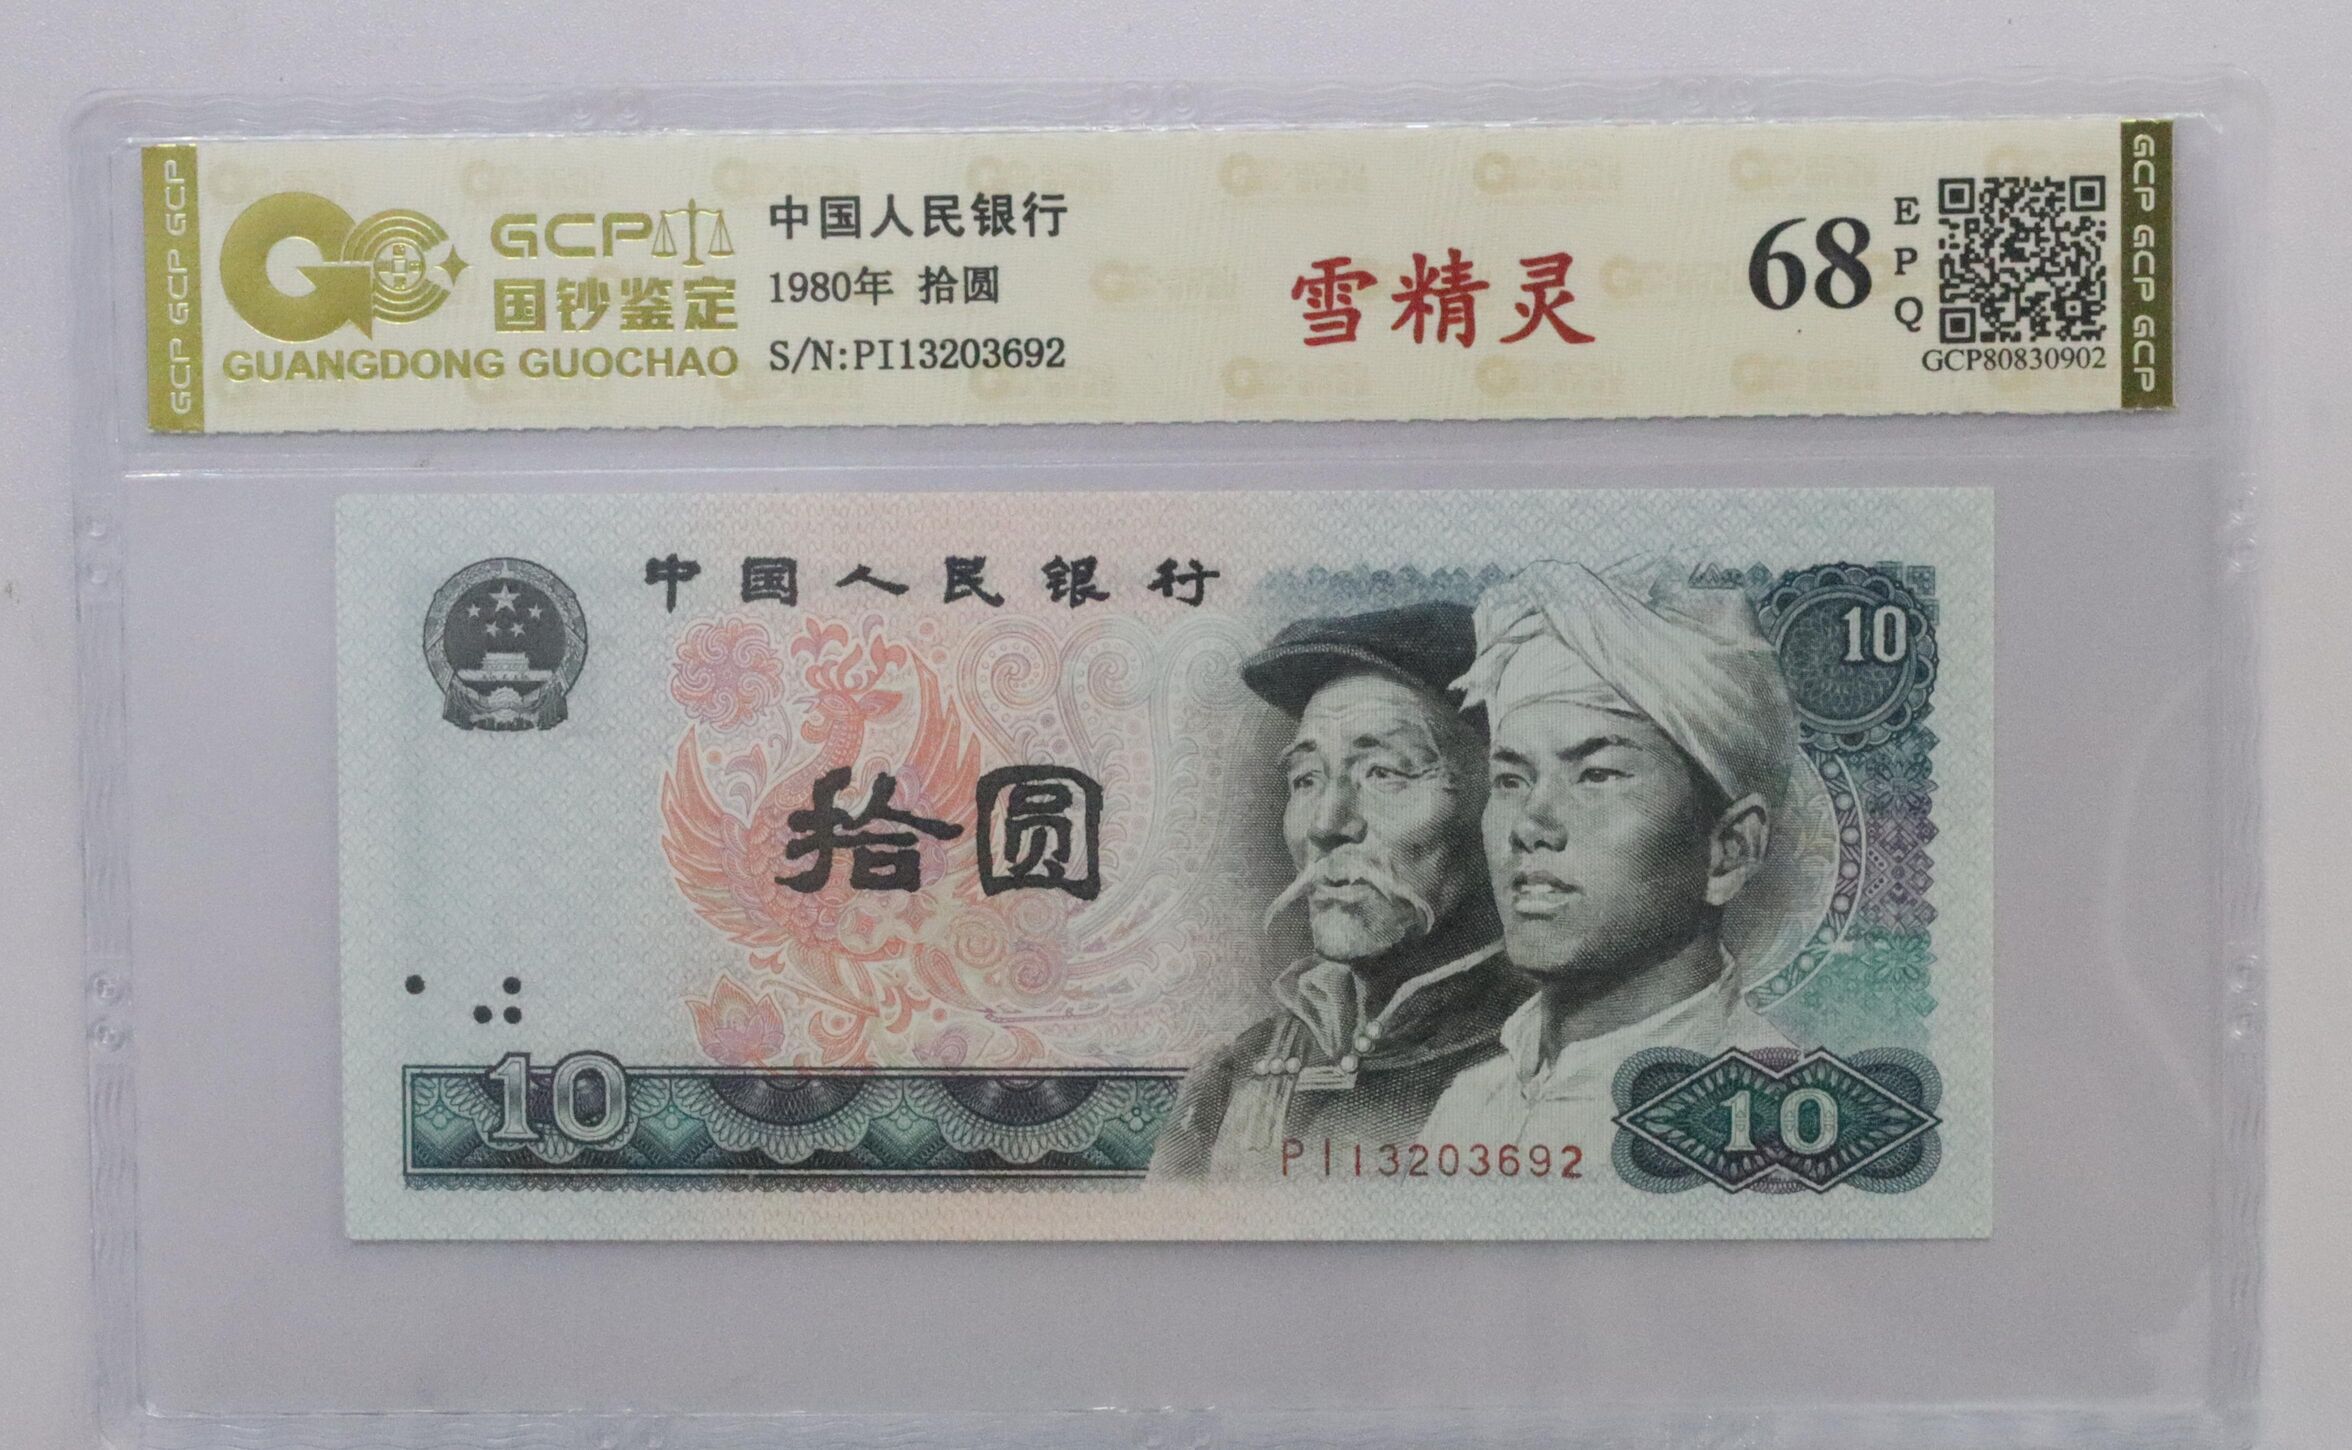 GCP GCP GCP
GCP
国钞鉴定
GUANGDONG GUOCHAO
中国人民银行
1980年 拾圆
S/N:PI13203692
雪精灵
68
EPQ
GCP80830902
GCP GCP GCP
中国人民银行
10
拾圆
10
PI13203692
10